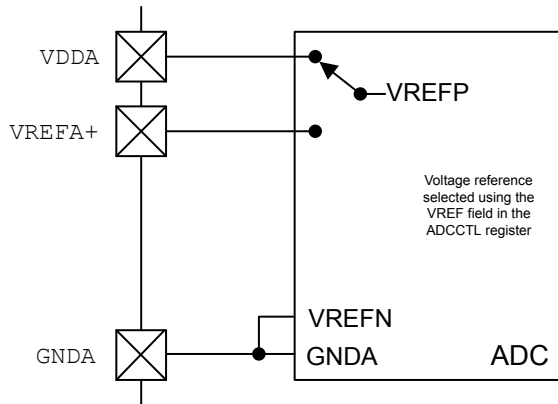 VDDA
VREFP
VREFA+
Voltage reference
selected using the
VREF field in the
ADCCTL register
VREFN
GNDA
GNDA
ADC